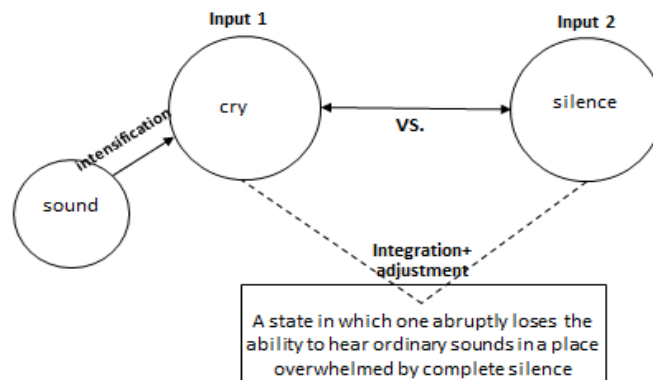 Input 1
Input 2
cry
silence
VS.
intensification
sound
Integration+
adjustment
A state in which one abruptly loses the
ability to hear ordinary sounds in a place
overwhelmed by complete silence